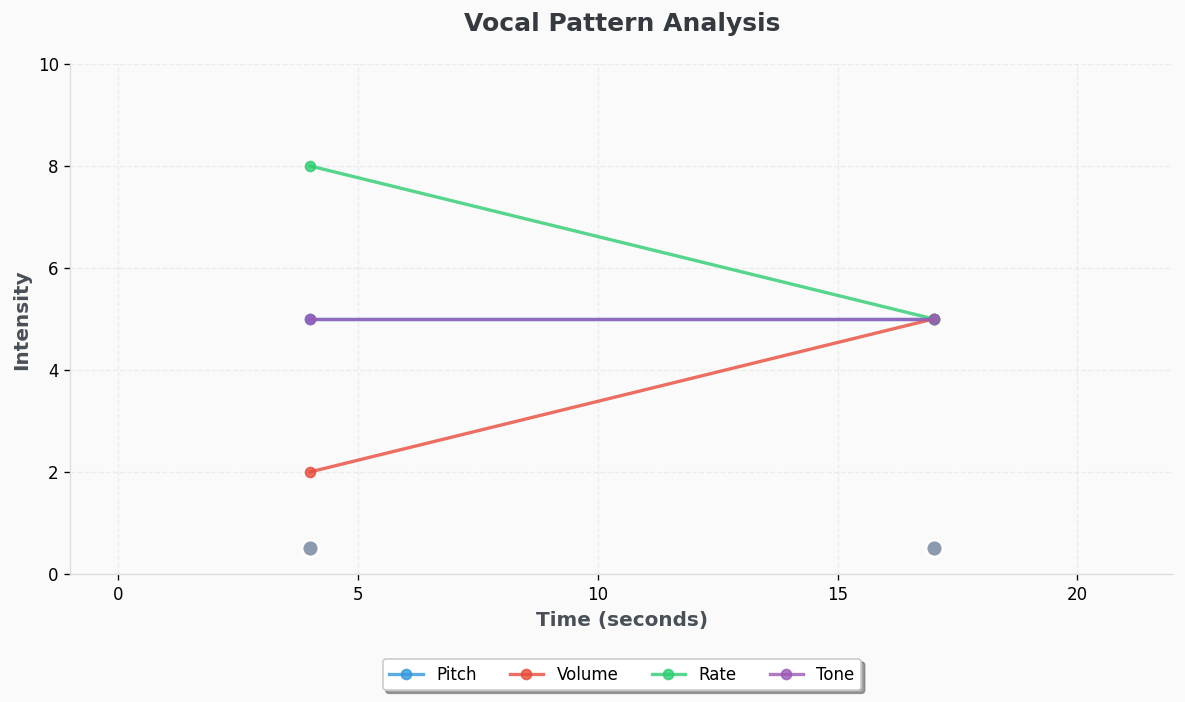 Vocal Pattern Analysis
10
8
6
4
2
0
Intensity
0 5 10 15 20
Time (seconds)
Pitch Volume Rate Tone